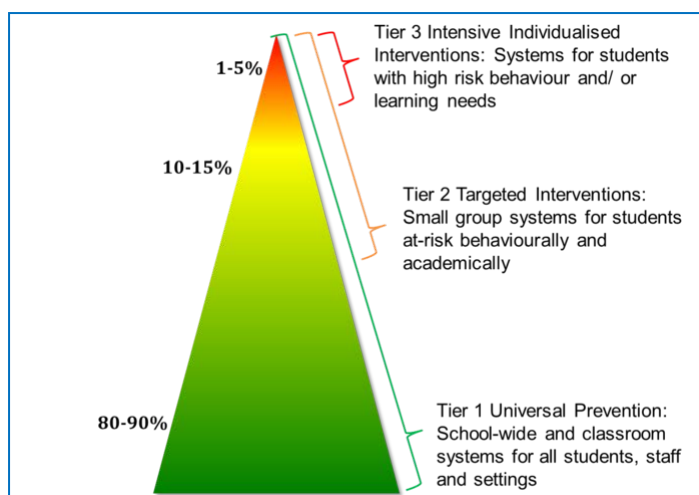 Tier 3 Intensive Individualised
Interventions: Systems for students
with high risk behaviour and/ or
learning needs
1-5%
10-15%
Tier 2 Targeted Interventions:
Small group systems for students
at-risk behaviourally and
academically
80-90%
Tier 1 Universal Prevention:
School-wide and classroom
systems for all students, staff
and settings